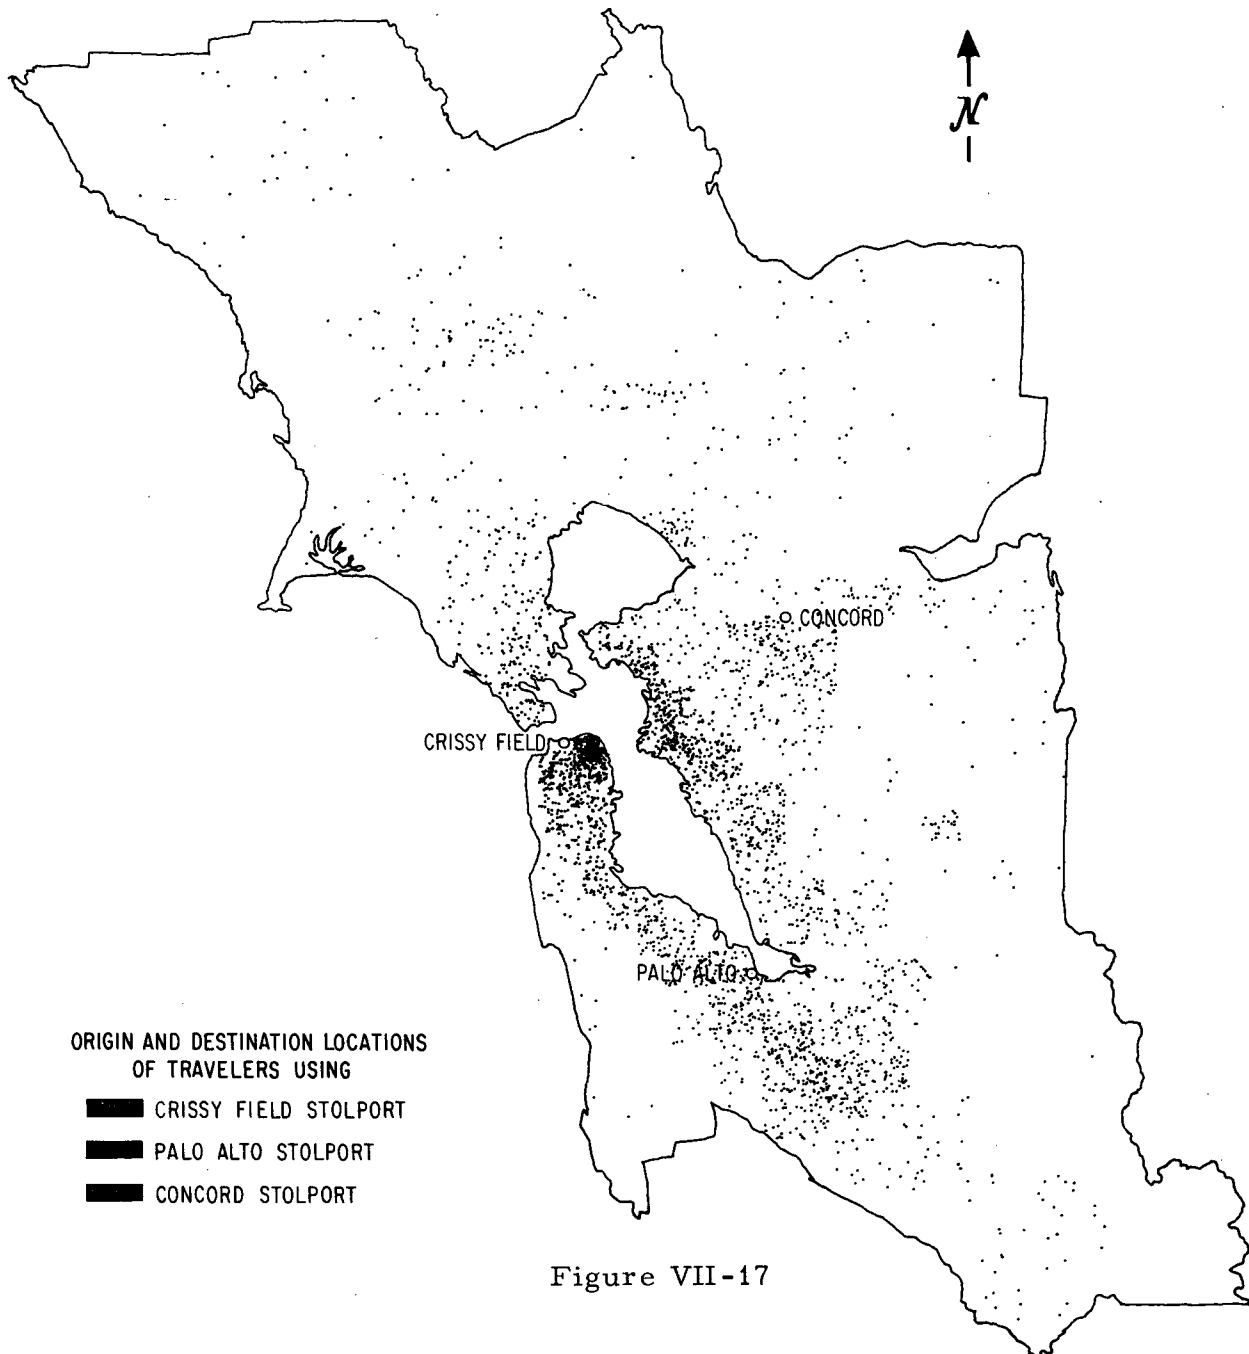 N
CONCORD
CRISSY FIELD
PALO ALTO
ORIGIN AND DESTINATION LOCATIONS
OF TRAVELERS USING
CRISSY FIELD STOLPORT
PALO ALTO STOLPORT
CONCORD STOLPORT
Figure VII-17